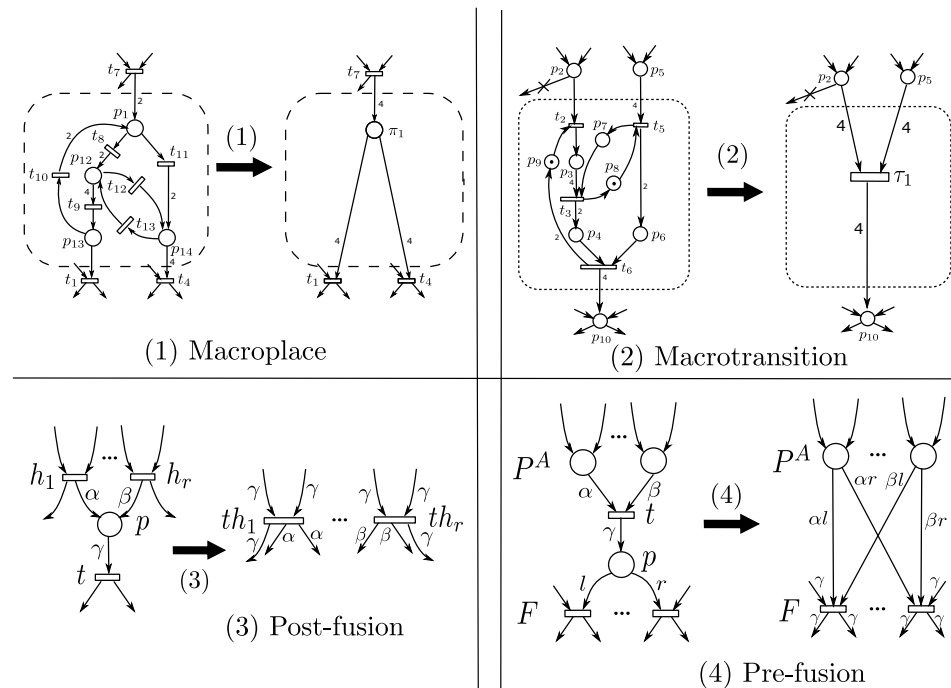 t7
2
p1
t8
2
t11
p12
2
t10
t12
4
t9
2
t13
p13
p14
4
t1
t4
(1)
t7
4
π1
4
4
t1
t4
(1) Macroplace
p2
p5
4
t2
p7
t5
p9
p3
p8
4
2
t3
2
p4
p6
2
t6
4
p10
(2)
p2
p5
4
4
τ1
4
p10
(2) Macrotransition
...
h1
hr
α
β
p
γ
t
(3)
γ
γ
...
γ
γ
th1
thr
γ
α
α
β
β
γ
(3) Post-fusion
...
P^A
α
β
t
γ
p
l
r
F
...
(4)
...
P^A
αr
βl
αl
βr
γ
γ
F
...
γ
γ
γ
γ
(4) Pre-fusion